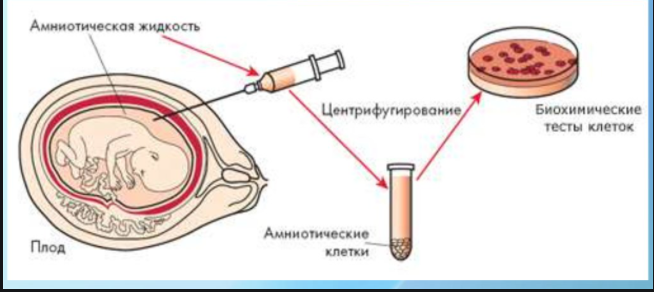 Амниотическая жидкость
Центрифугирование
Биохимические
тесты клеток
Амниотические
клетки
Плод